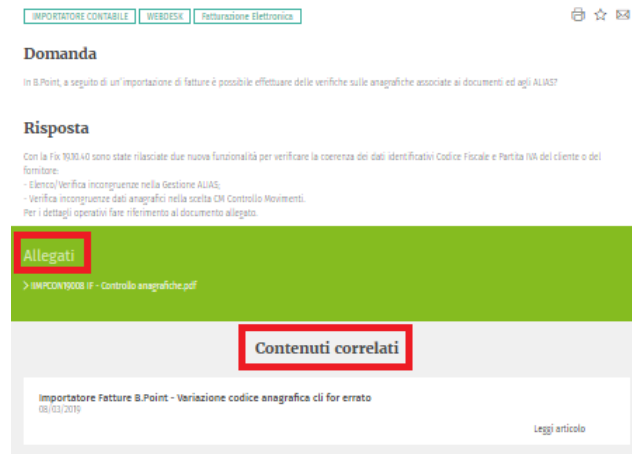 IMPORTATORE CONTABILE WEBDESK Fatturazione Elettronica
Domanda
In B.Point, a seguito di un'importazione di fatture è possibile effettuare delle verifiche sulle anagrafiche associate ai documenti ed agli ALIAS?
Risposta
Con la Fix 19.10.40 sono state rilasciate due nuova funzionalità per verificare la coerenza dei dati identificativi Codice Fiscale e Partita IVA del cliente o del
fornitore:
- Elenco/Verifica incongruenze nella Gestione ALIAS;
- Verifica incongruenze dati anagrafici nella scelta CM Controllo Movimenti.
Per i dettagli operativi fare riferimento al documento allegato.
Allegati
> IIMPCON19008 IF - Controllo anagrafiche.pdf
Contenuti correlati
Importatore Fatture B.Point - Variazione codice anagrafica cli for errato
08/03/2019
Leggi articolo